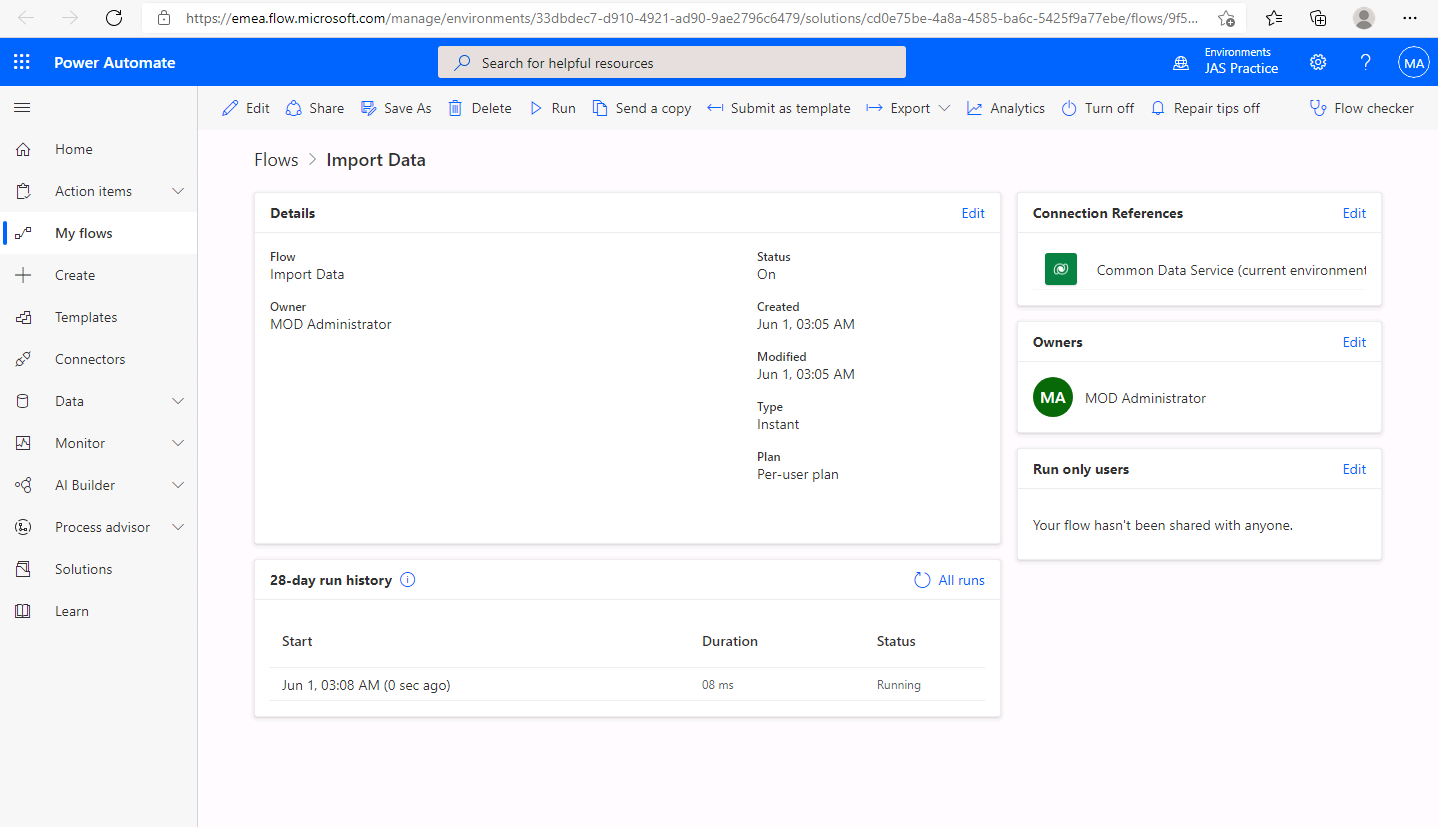 https://emea.flow.microsoft.com/manage/environments/33dbdec7-d910-4921-ad90-9ae2796c6479/solutions/cd0e75be-4a8a-4585-ba6c-5425f9a77ebe/flows/9f5...
Power Automate
Search for helpful resources
Environments
JAS Practice
?
MA
Edit
Share
Save As
Delete
Run
Send a copy
Submit as template
Export
Analytics
Turn off
Repair tips off
Flow checker
Home
Action items
My flows
Create
Templates
Connectors
Data
Monitor
AI Builder
Process advisor
Solutions
Learn
Flows > Import Data
Details
Edit
Flow
Import Data
Owner
MOD Administrator
Status
On
Created
Jun 1, 03:05 AM
Modified
Jun 1, 03:05 AM
Type
Instant
Plan
Per-user plan
28-day run history
All runs
Start Duration Status
Jun 1, 03:08 AM (0 sec ago) 08 ms Running
Connection References
Edit
Common Data Service (current environment
Owners
Edit
MA
MOD Administrator
Run only users
Edit
Your flow hasn't been shared with anyone.